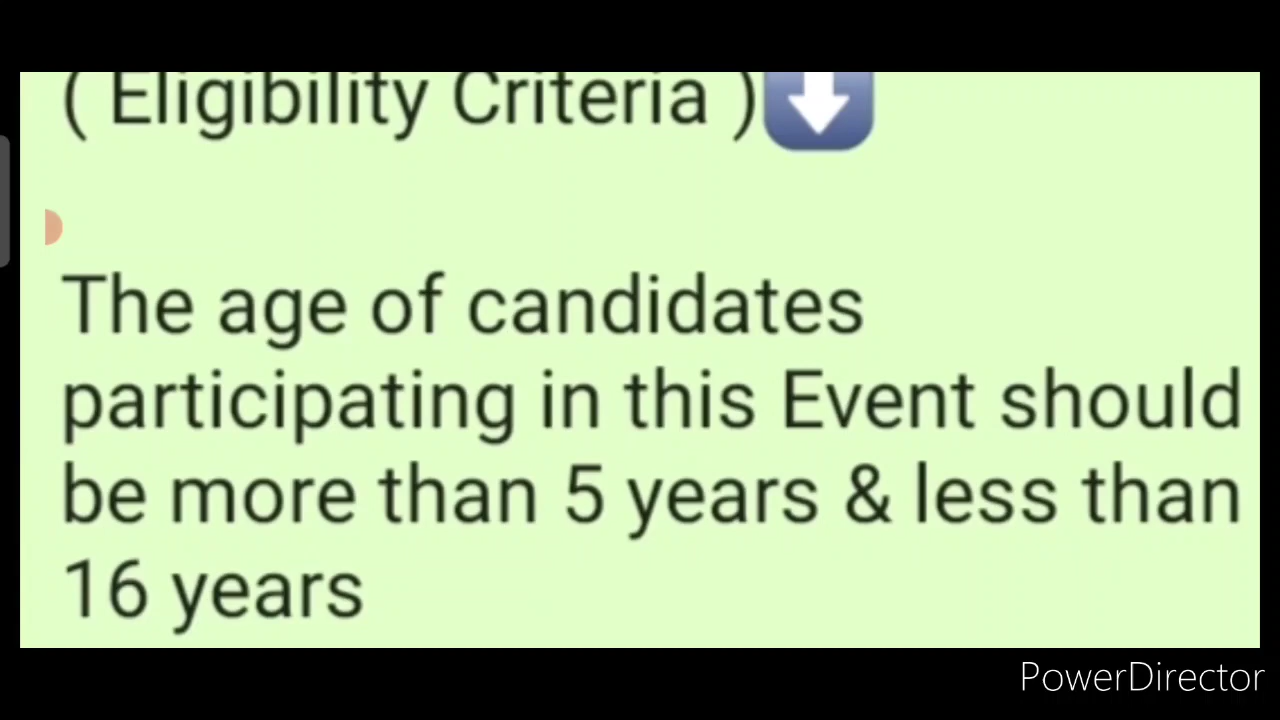 ( Eligibility Criteria )⬇️
The age of candidates
participating in this Event should
be more than 5 years & less than
16 years
PowerDirector